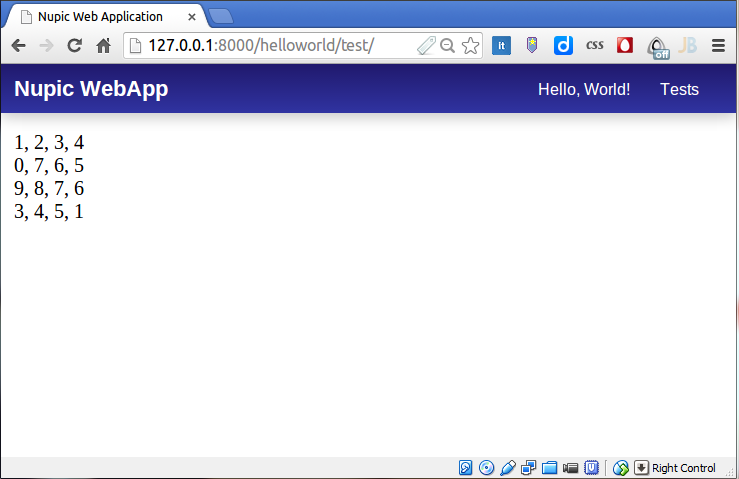 Nupic Web Application
127.0.0.1:8000/helloworld/test/
It
d
CSS
off
JB
Nupic WebApp
Hello, World!
Tests
1, 2, 3, 4
0, 7, 6, 5
9, 8, 7, 6
3, 4, 5, 1
Right Control